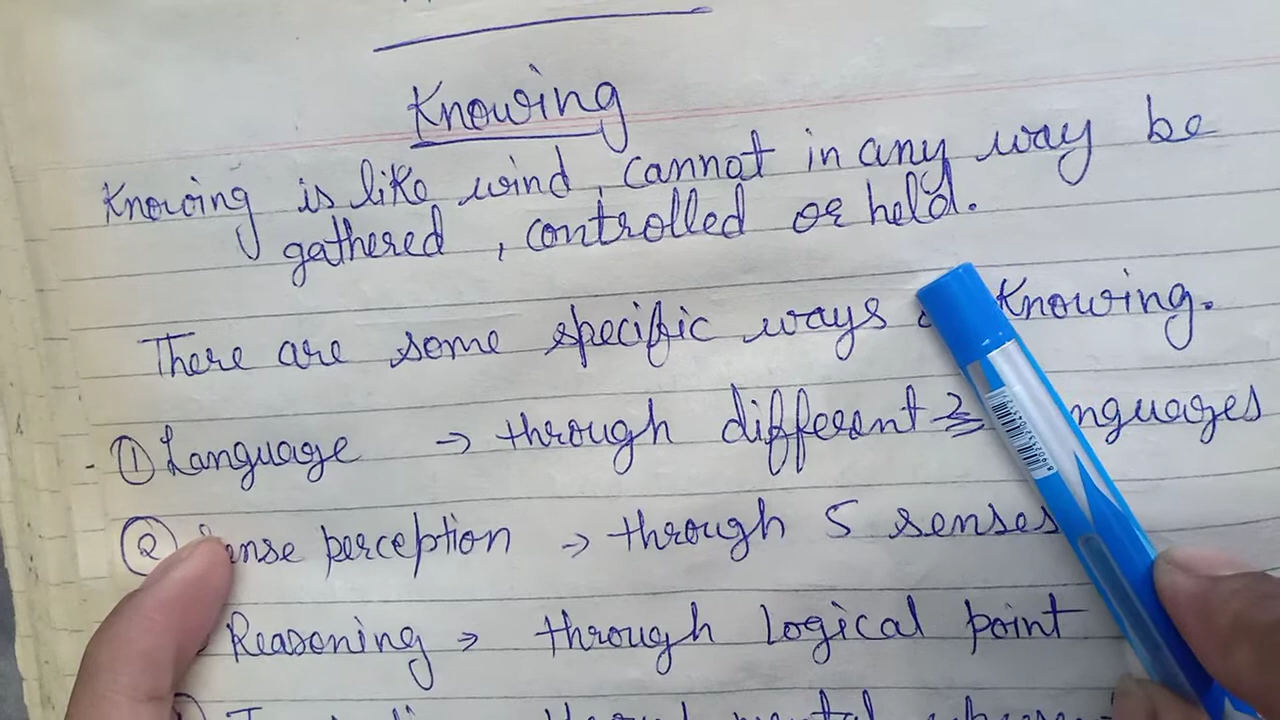 Knowing
Knowing is like wind, cannot in any way be
gathered, controlled or held.
There are some specific ways Knowing.
① Language → through different
② Sense perception → through 5 senses
Reasoning → through logical point